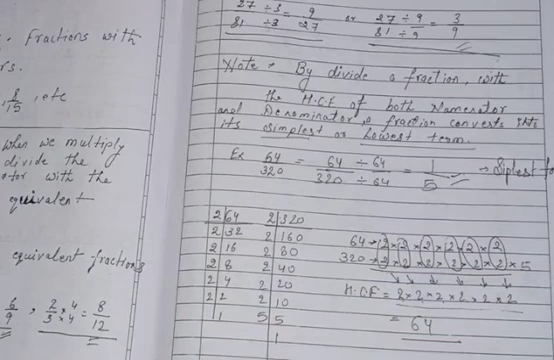 . Fractions with
rs.
8/15, etc
when we multiply
divide the
tor with the
equivalent
equivalent fractions
6/9, 2/3 × 4/4 = 8/12
27 ÷ 3 / 81 ÷ 3 = 9/27 or 27 ÷ 9 / 81 ÷ 9 = 3/9
Note → By divide a fraction, with
the H.C.F of both Numerator
and Denominator, a fraction converts into
its simplest or Lowest term.
Ex 64/320 = 64 ÷ 64 / 320 ÷ 64 = 1/5 → Siplest fo
2|64 2|320
2|32 2|160
2|16 2|80
2|8 2|40
2|4 2|20
2|2 2|10
|1 5|5
|1
64 → 2 × 2 × 2 × 2 × 2 × 2
320 → 2 × 2 × 2 × 2 × 2 × 2 × 5
H.C.F = 2 × 2 × 2 × 2 × 2 × 2
= 64